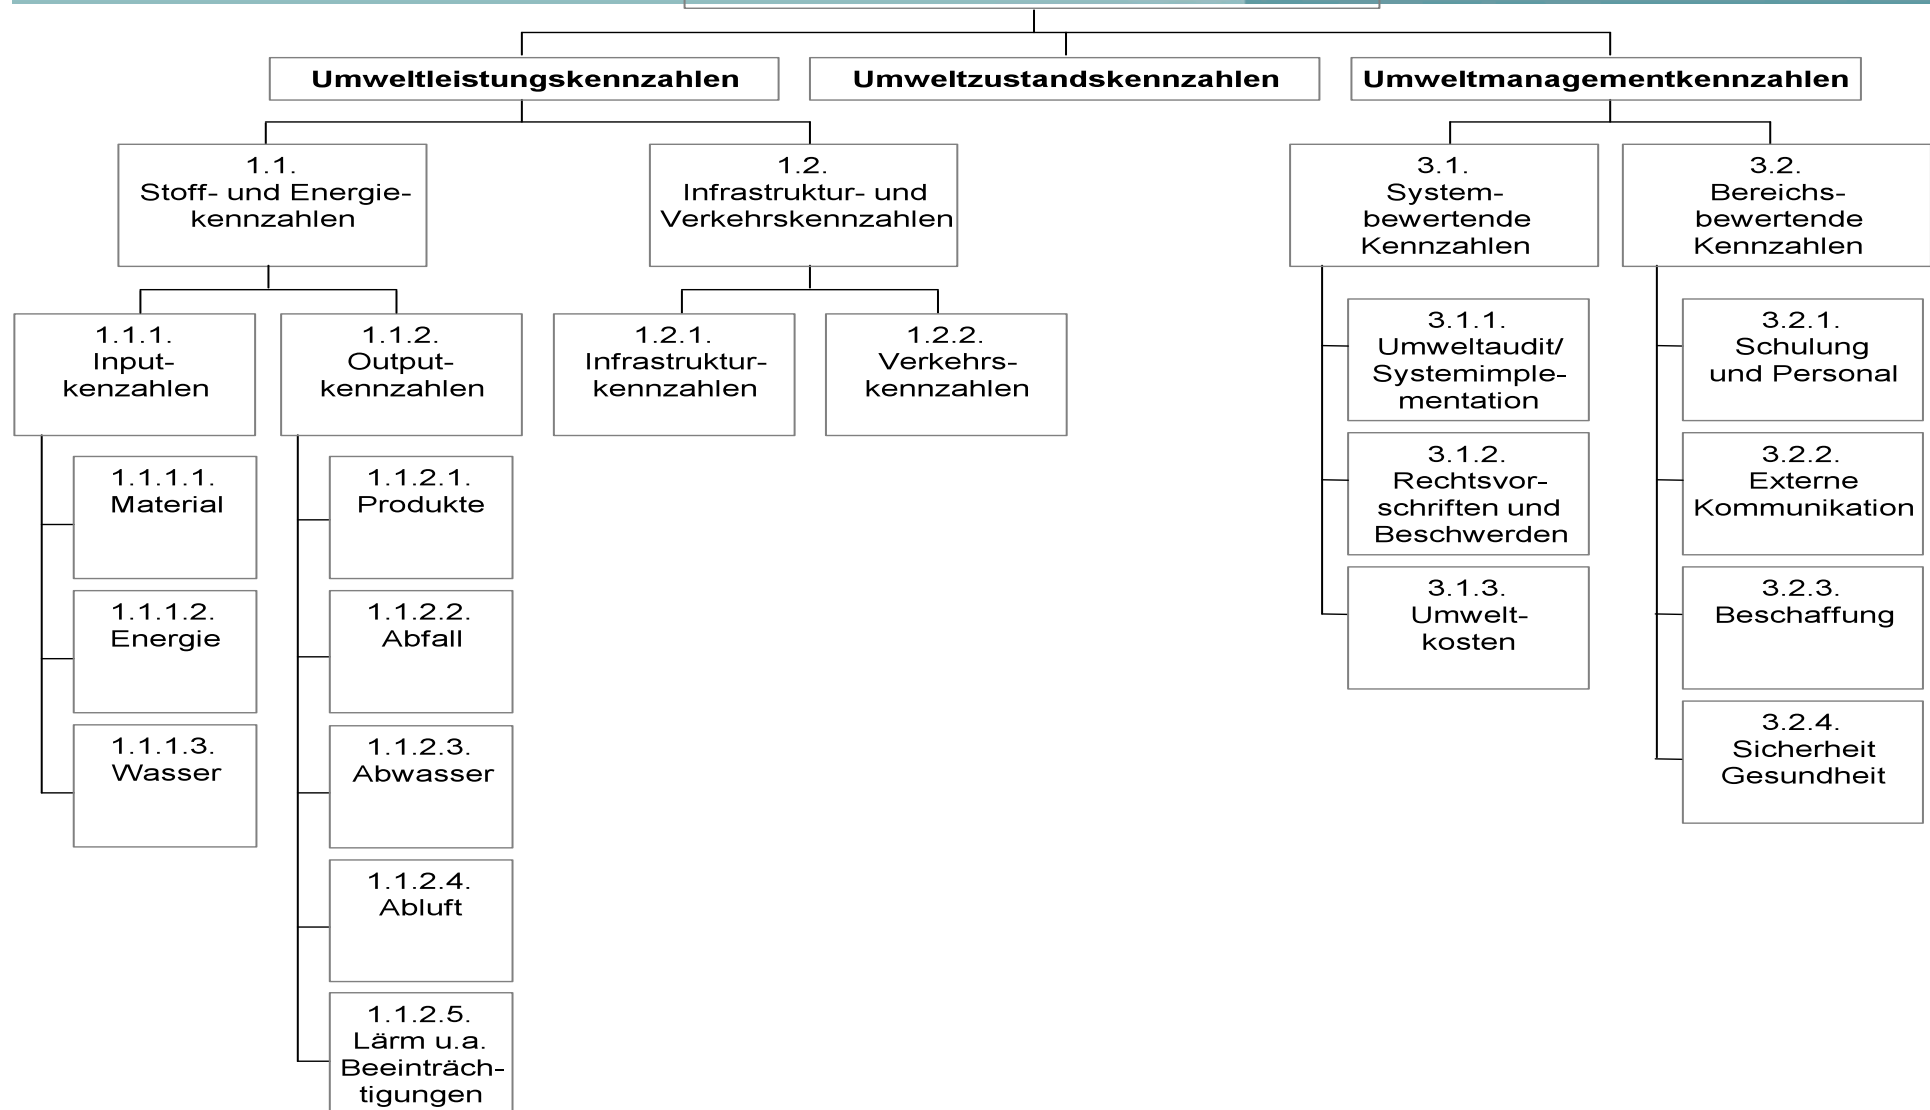 Umweltleistungskennzahlen
Umweltzustandskennzahlen
Umweltmanagementkennzahlen
1.1.
Stoff- und Energie-
kennzahlen
1.2.
Infrastruktur- und
Verkehrskennzahlen
3.1.
System-
bewertende
Kennzahlen
3.2.
Bereichs-
bewertende
Kennzahlen
1.1.1.
Input-
kenzahlen
1.1.2.
Output-
kennzahlen
1.2.1.
Infrastruktur-
kennzahlen
1.2.2.
Verkehrs-
kennzahlen
1.1.1.1.
Material
1.1.1.2.
Energie
1.1.1.3.
Wasser
1.1.2.1.
Produkte
1.1.2.2.
Abfall
1.1.2.3.
Abwasser
1.1.2.4.
Abluft
1.1.2.5.
Lärm u.a.
Beeinträch-
tigungen
3.1.1.
Umweltaudit/
Systemimple-
mentation
3.1.2.
Rechtsvor-
schriften und
Beschwerden
3.1.3.
Umwelt-
kosten
3.2.1.
Schulung
und Personal
3.2.2.
Externe
Kommunikation
3.2.3.
Beschaffung
3.2.4.
Sicherheit
Gesundheit